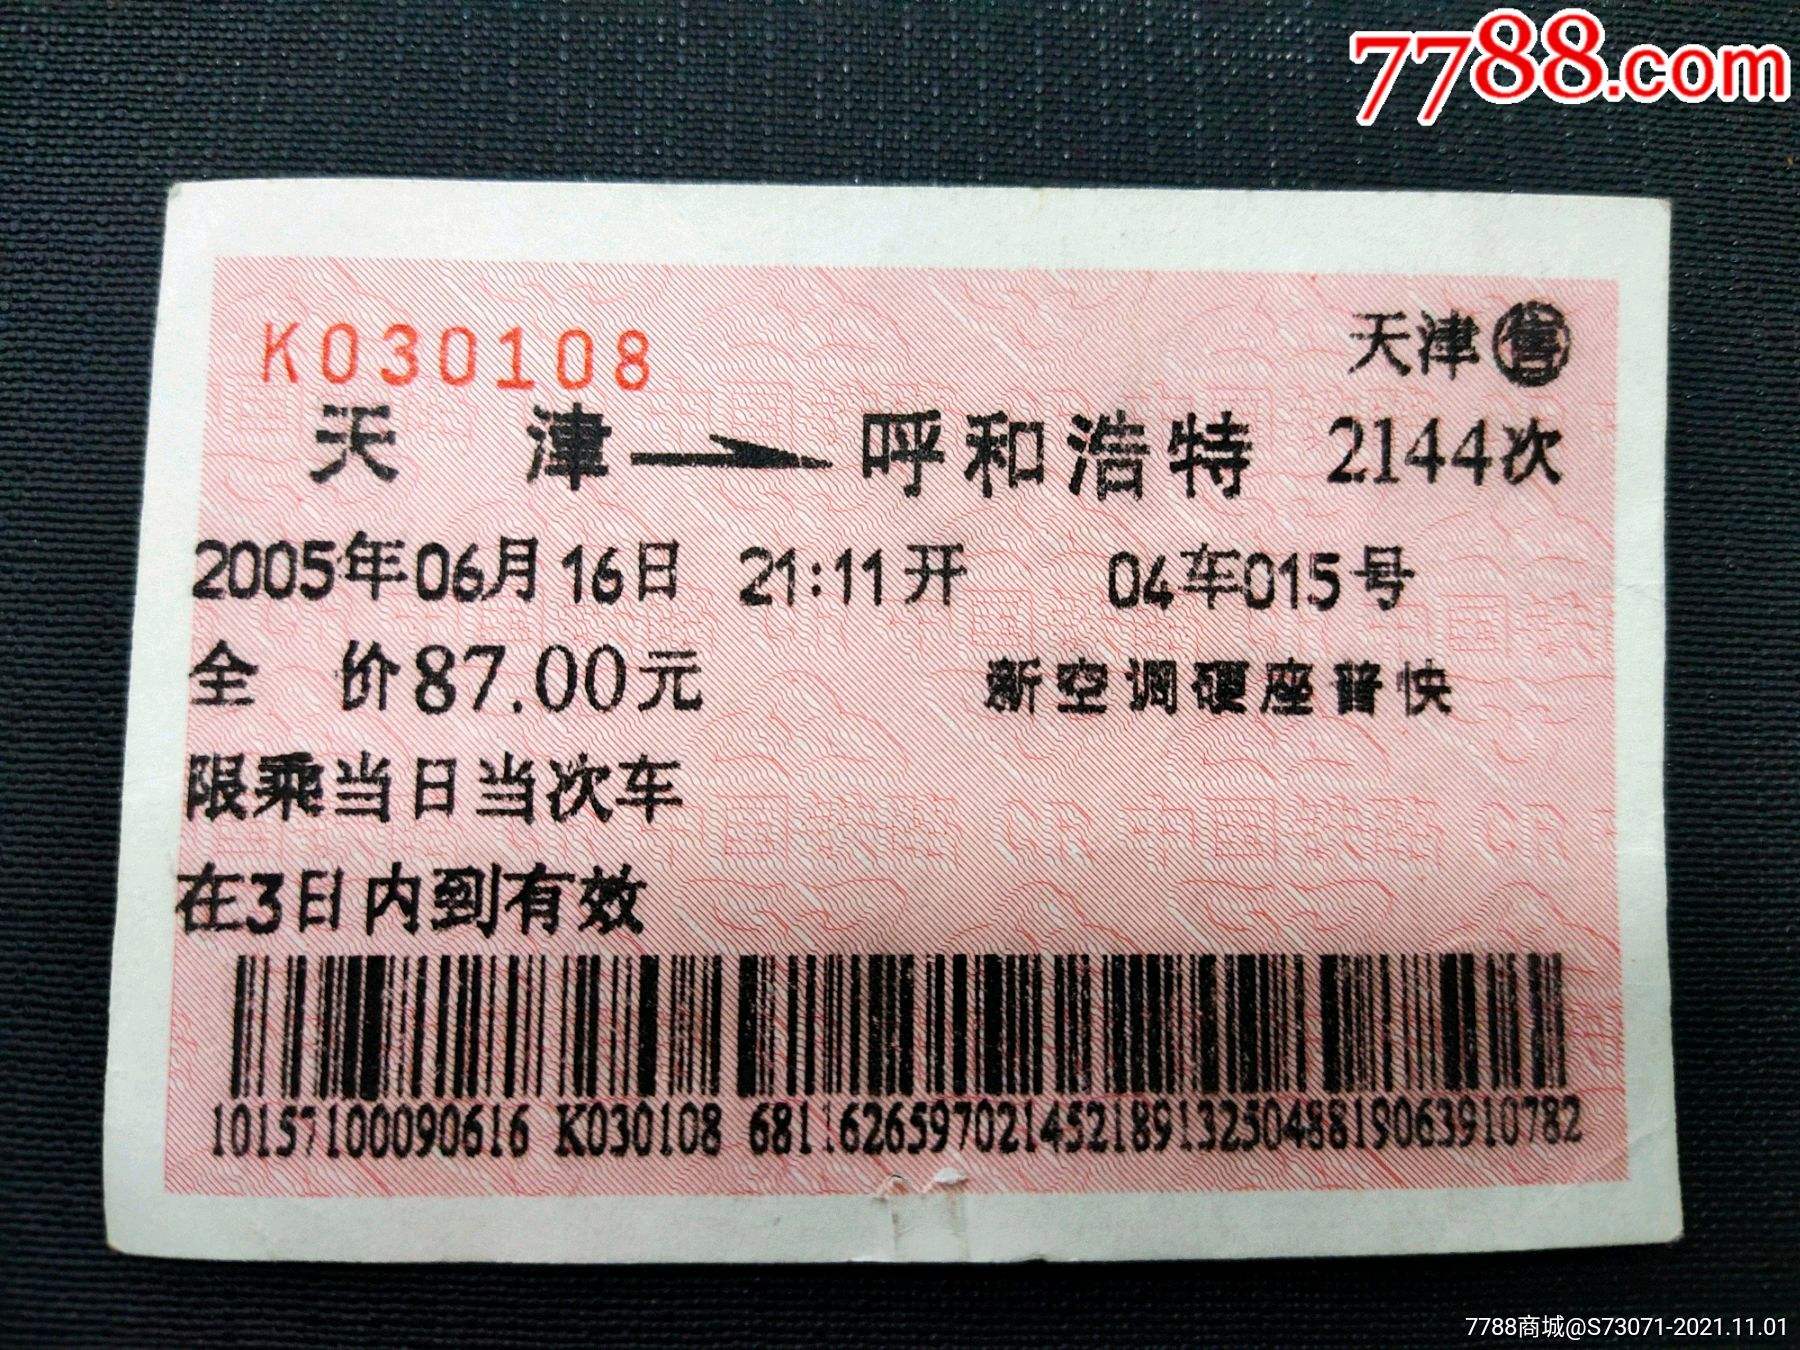 7788.com
K030108
天津售
天 津→呼和浩特 2144次
2005年06月16日 21:11开 04车015号
全 价87.00元 新空调硬座普快
限乘当日当次车
在3日内到有效
10157100090616 K030108 6811626597021452189132504881906391 0782
7788商城@S73071-2021.11.01